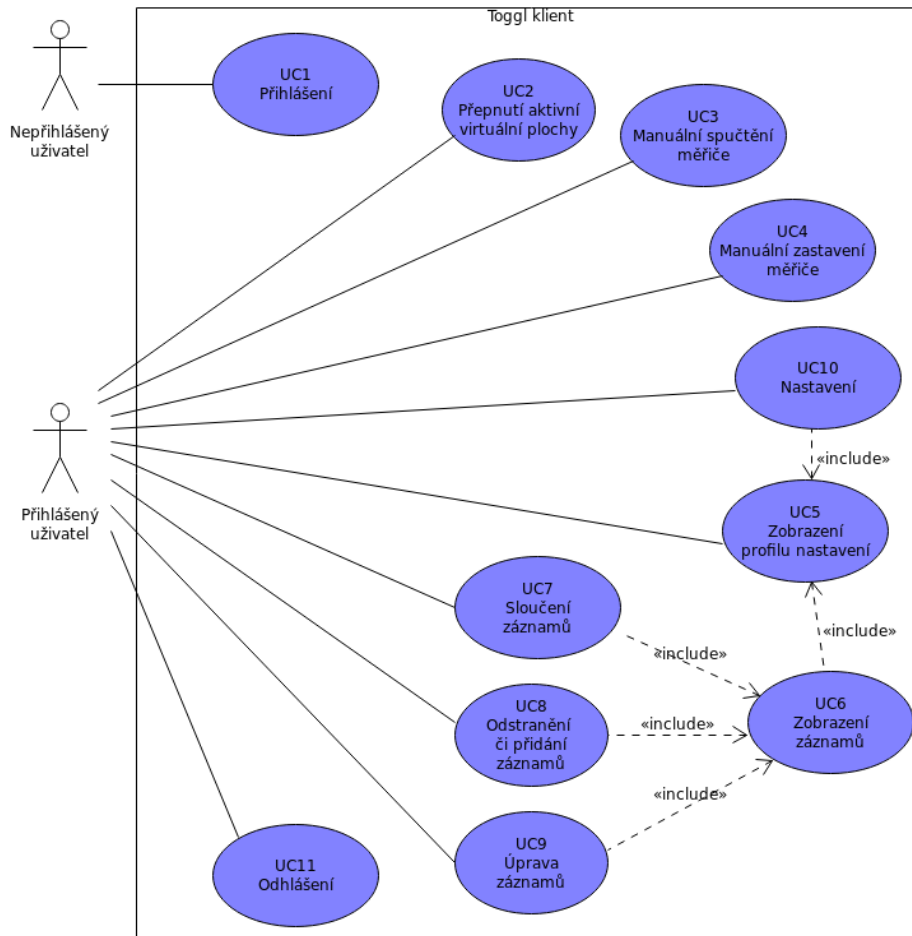 Toggl klient
Nepřihlášený
uživatel
UC1
Přihlášení
UC2
Přepnutí aktivní
virtuální plochy
UC3
Manuální spučtění
měřiče
UC4
Manuální zastavení
měřiče
UC10
Nastavení
«include»
Přihlášený
uživatel
UC5
Zobrazení
profilu nastavení
«include»
UC7
Sloučení
záznamů
«include»
UC6
Zobrazení
záznamů
UC8
Odstranění
či přidání
záznamů
«include»
«include»
UC9
Úprava
záznamů
UC11
Odhlášení